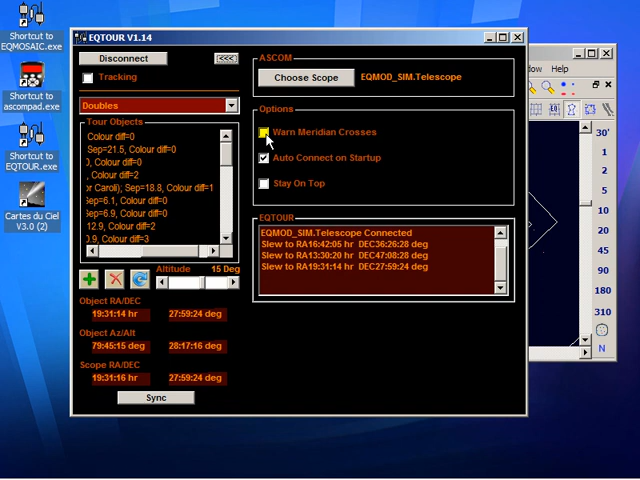 Shortcut to
EQMOSAIC.exe
Shortcut to
ascompad.exe
Shortcut to
EQTOUR.exe
Cartes du Ciel
V3.0 (2)
EQTOUR V1.14
Disconnect
<<<
Tracking
Doubles
Tour Objects
Colour diff=0
Sep=21.5, Colour diff=0
0, Colour diff=0
, Colour diff=2
or Caroli); Sep=18.8, Colour diff=1
ep=6.1, Colour diff=0
ep=6.9, Colour diff=0
12.9, Colour diff=2
0.9, Colour diff=3
Altitude 15 Deg
Object RA/DEC
19:31:14 hr 27:59:24 deg
Object Az/Alt
79:45:15 deg 28:17:16 deg
Scope RA/DEC
19:31:16 hr 27:59:24 deg
Sync
ASCOM
Choose Scope EQMOD_SIM.Telescope
Options
Warn Meridian Crosses
Auto Connect on Startup
Stay On Top
EQTOUR
EQMOD_SIM.Telescope Connected
Slew to RA16:42:05 hr DEC36:26:28 deg
Slew to RA13:30:20 hr DEC47:08:28 deg
Slew to RA19:31:14 hr DEC27:59:24 deg
dow Help
30'
1
2
5
10
20
45
90
180
310
N